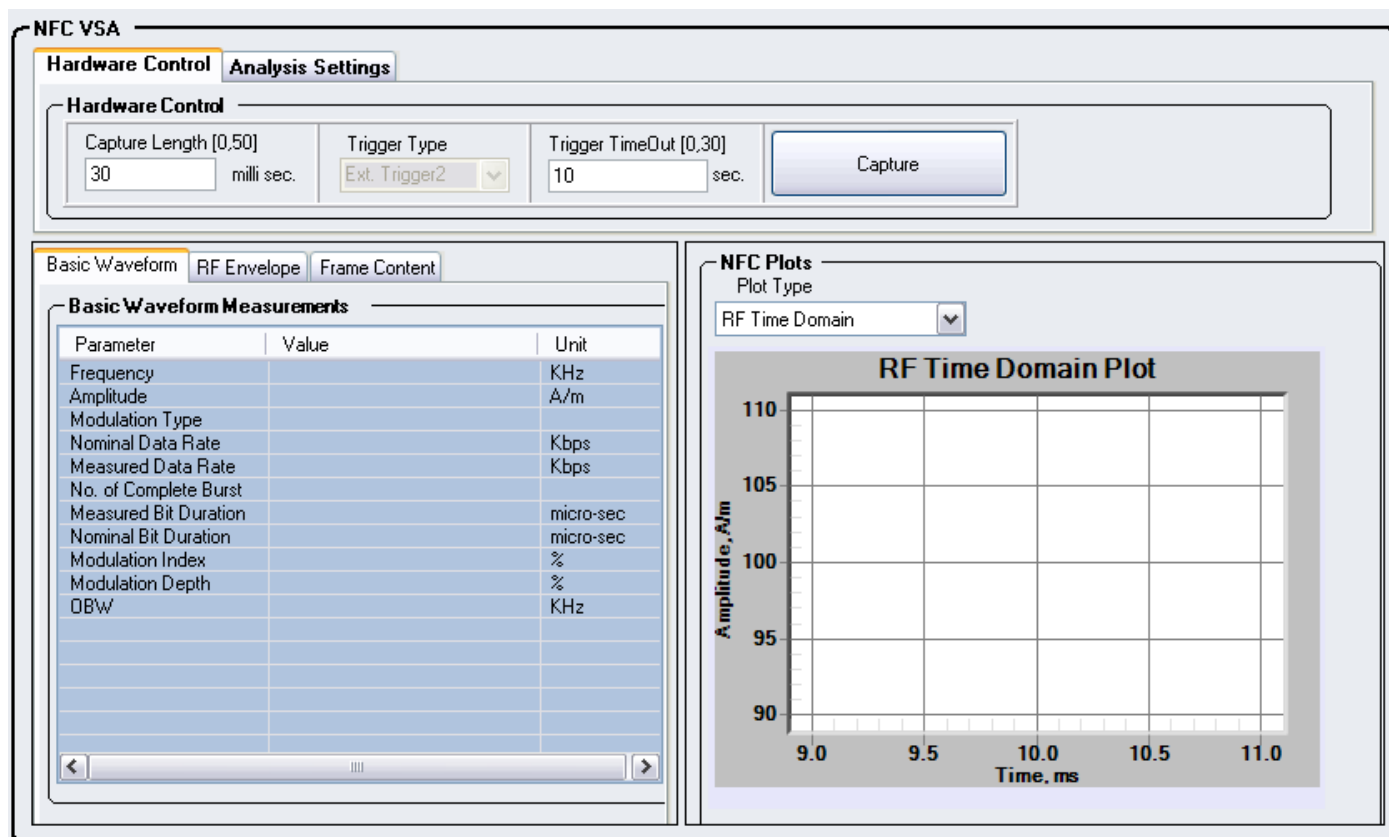 NFC VSA
Hardware Control Analysis Settings
Hardware Control
Capture Length [0,50] Trigger Type Trigger TimeOut [0,30]
30 milli sec. Ext. Trigger2 10 sec. Capture
Basic Waveform RF Envelope Frame Content
Basic Waveform Measurements
Parameter Value Unit
Frequency KHz
Amplitude A/m
Modulation Type
Nominal Data Rate Kbps
Measured Data Rate Kbps
No. of Complete Burst
Measured Bit Duration micro-sec
Nominal Bit Duration micro-sec
Modulation Index %
Modulation Depth %
OBW KHz
NFC Plots
Plot Type
RF Time Domain
RF Time Domain Plot
Amplitude, A/m
110
105
100
95
90
9.0 9.5 10.0 10.5 11.0
Time, ms